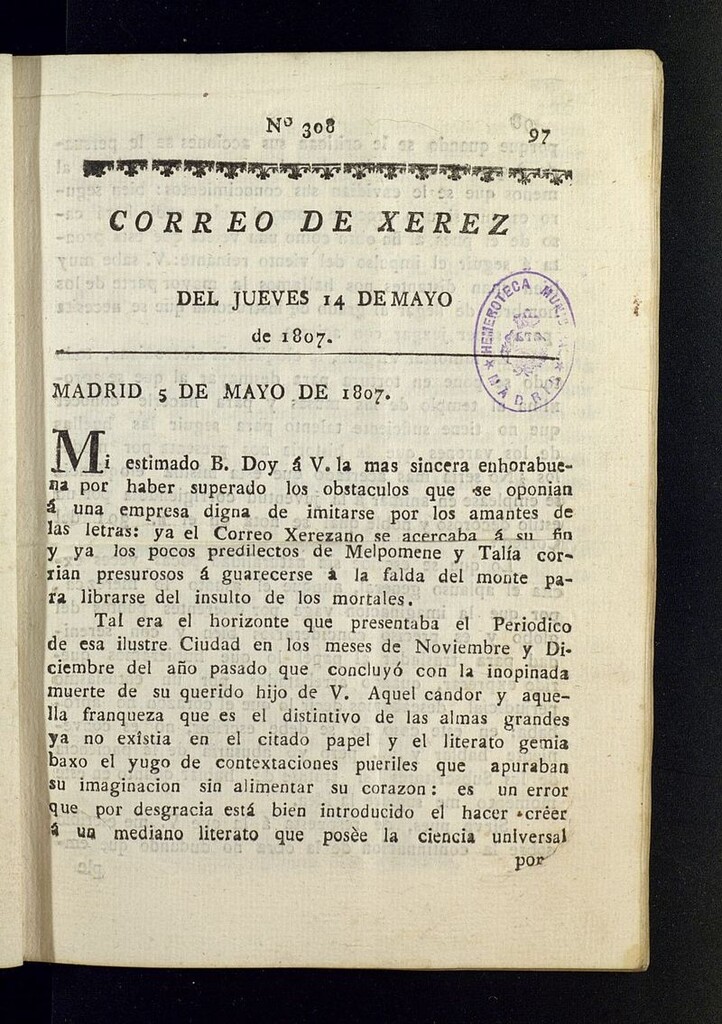 Nº 308
97
CORREO DE XEREZ
DEL JUEVES 14 DE MAYO
de 1807.
HEMEROTECA MUNICIPAL
* MADRID *
MADRID 5 DE MAYO DE 1807.
Mi estimado B. Doy á V. la mas sincera enhorabue-
na por haber superado los obstaculos que se oponian
á una empresa digna de imitarse por los amantes de
las letras: ya el Correo Xerezano se acercaba á su fin
y ya los pocos predilectos de Melpomene y Talía cor-
rian presurosos á guarecerse à la falda del monte pa-
ra librarse del insulto de los mortales.
Tal era el horizonte que presentaba el Periodico
de esa ilustre Ciudad en los meses de Noviembre y Di-
ciembre del año pasado que concluyó con la inopinada
muerte de su querido hijo de V. Aquel candor y aque-
lla franqueza que es el distintivo de las almas grandes
ya no exîstia en el citado papel y el literato gemia
baxo el yugo de contextaciones pueriles que apuraban
su imaginacion sin alimentar su corazon: es un error
que por desgracia está bien introducido el hacer créer
á un mediano literato que posèe la ciencia universal
por